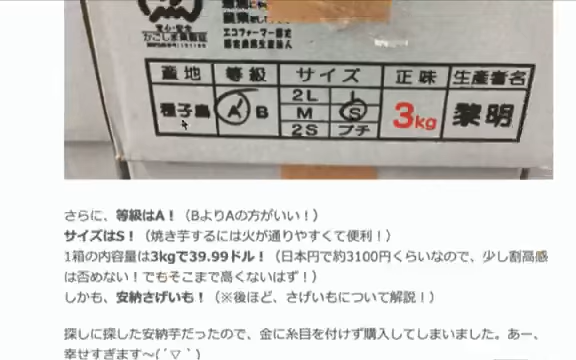 安心・安全
エコファーマー認定
産地 等級 サイズ 正味 生産者名
種子島 A B 2L L 3kg 黎明
M S
2S プチ
さらに、等級はA！（BよりAの方がいい！）
サイズはS！（焼き芋するには火が通りやすくて便利！）
1箱の内容量は3kgで39.99ドル！（日本円で約3100円くらいなので、少し割高感
は否めない！でもそこまで高くないはず！）
しかも、安納さげいも！（※後ほど、さげいもについて解説！）
探しに探した安納芋だったので、金に糸目を付けず購入してしまいました。あー、
幸せすぎます〜(´▽｀)